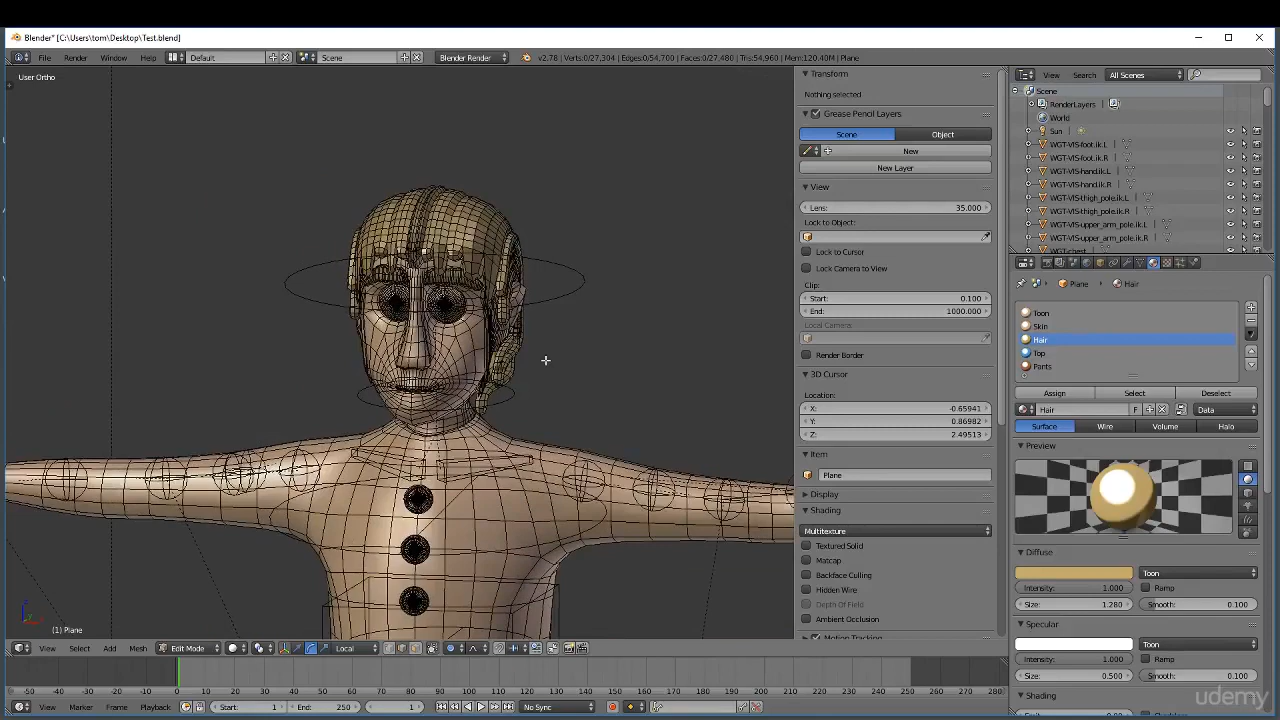 Blender* [C:\Users\tom\Desktop\Test.blend]
File Render Window Help Default Scene Blender Render v2.78 | Verts:0/27,304 | Edges:0/54,700 | Faces:0/27,480 | Tris:54,960 | Mem:120.40M | Plane
User Ortho
(1) Plane
View Select Add Mesh Edit Mode Local
-50 -40 -30 -20 -10 0 10 20 30 40 50 60 70 80 90 100 110 120 130 140 150 160 170 180 190 200 210 220 230 240 250 260 270 280
View Marker Frame Playback Start: 1 End: 250 1 No Sync
Transform
Nothing selected
Grease Pencil Layers
Scene Object
New
New Layer
View
Lens: 35.000
Lock to Object:
Lock to Cursor
Lock Camera to View
Clip:
Start: 0.100
End: 1000.000
Local Camera:
Render Border
3D Cursor
Location:
X: -0.65941
Y: 0.86982
Z: 2.49513
Item
Plane
Display
Shading
Multitexture
Textured Solid
Matcap
Backface Culling
Hidden Wire
Depth Of Field
Ambient Occlusion
Motion Tracking
View Search All Scenes
Scene
RenderLayers
World
Sun
WGT-VIS-foot.ik.L
WGT-VIS-foot.ik.R
WGT-VIS-hand.ik.L
WGT-VIS-hand.ik.R
WGT-VIS-thigh_pole.ik.L
WGT-VIS-thigh_pole.ik.R
WGT-VIS-upper_arm_pole.ik.L
WGT-VIS-upper_arm_pole.ik.R
WGT-chest
Plane Hair
Toon
Skin
Hair
Top
Pants
Assign Select Deselect
Hair F Data
Surface Wire Volume Halo
Preview
Diffuse
Toon
Intensity: 1.000 Ramp
Size: 1.280 Smooth: 0.100
Specular
Toon
Intensity: 1.000 Ramp
Size: 0.500 Smooth: 0.100
Shading
udemy